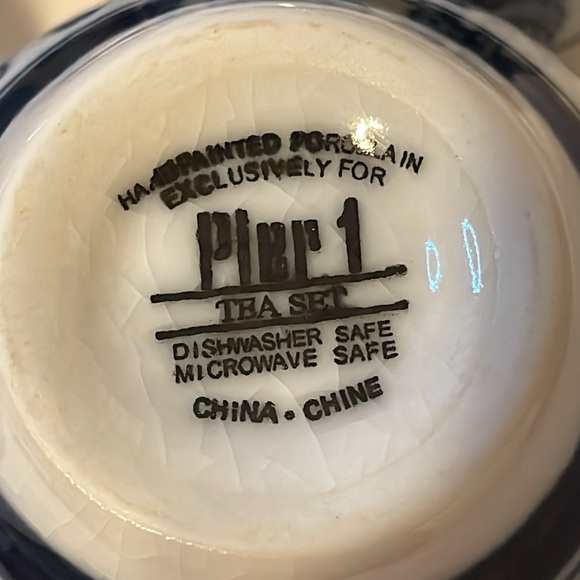 HANDPAINTED PORCELAIN
EXCLUSIVELY FOR
Pier 1
TEA SET
DISHWASHER SAFE
MICROWAVE SAFE
CHINA • CHINE